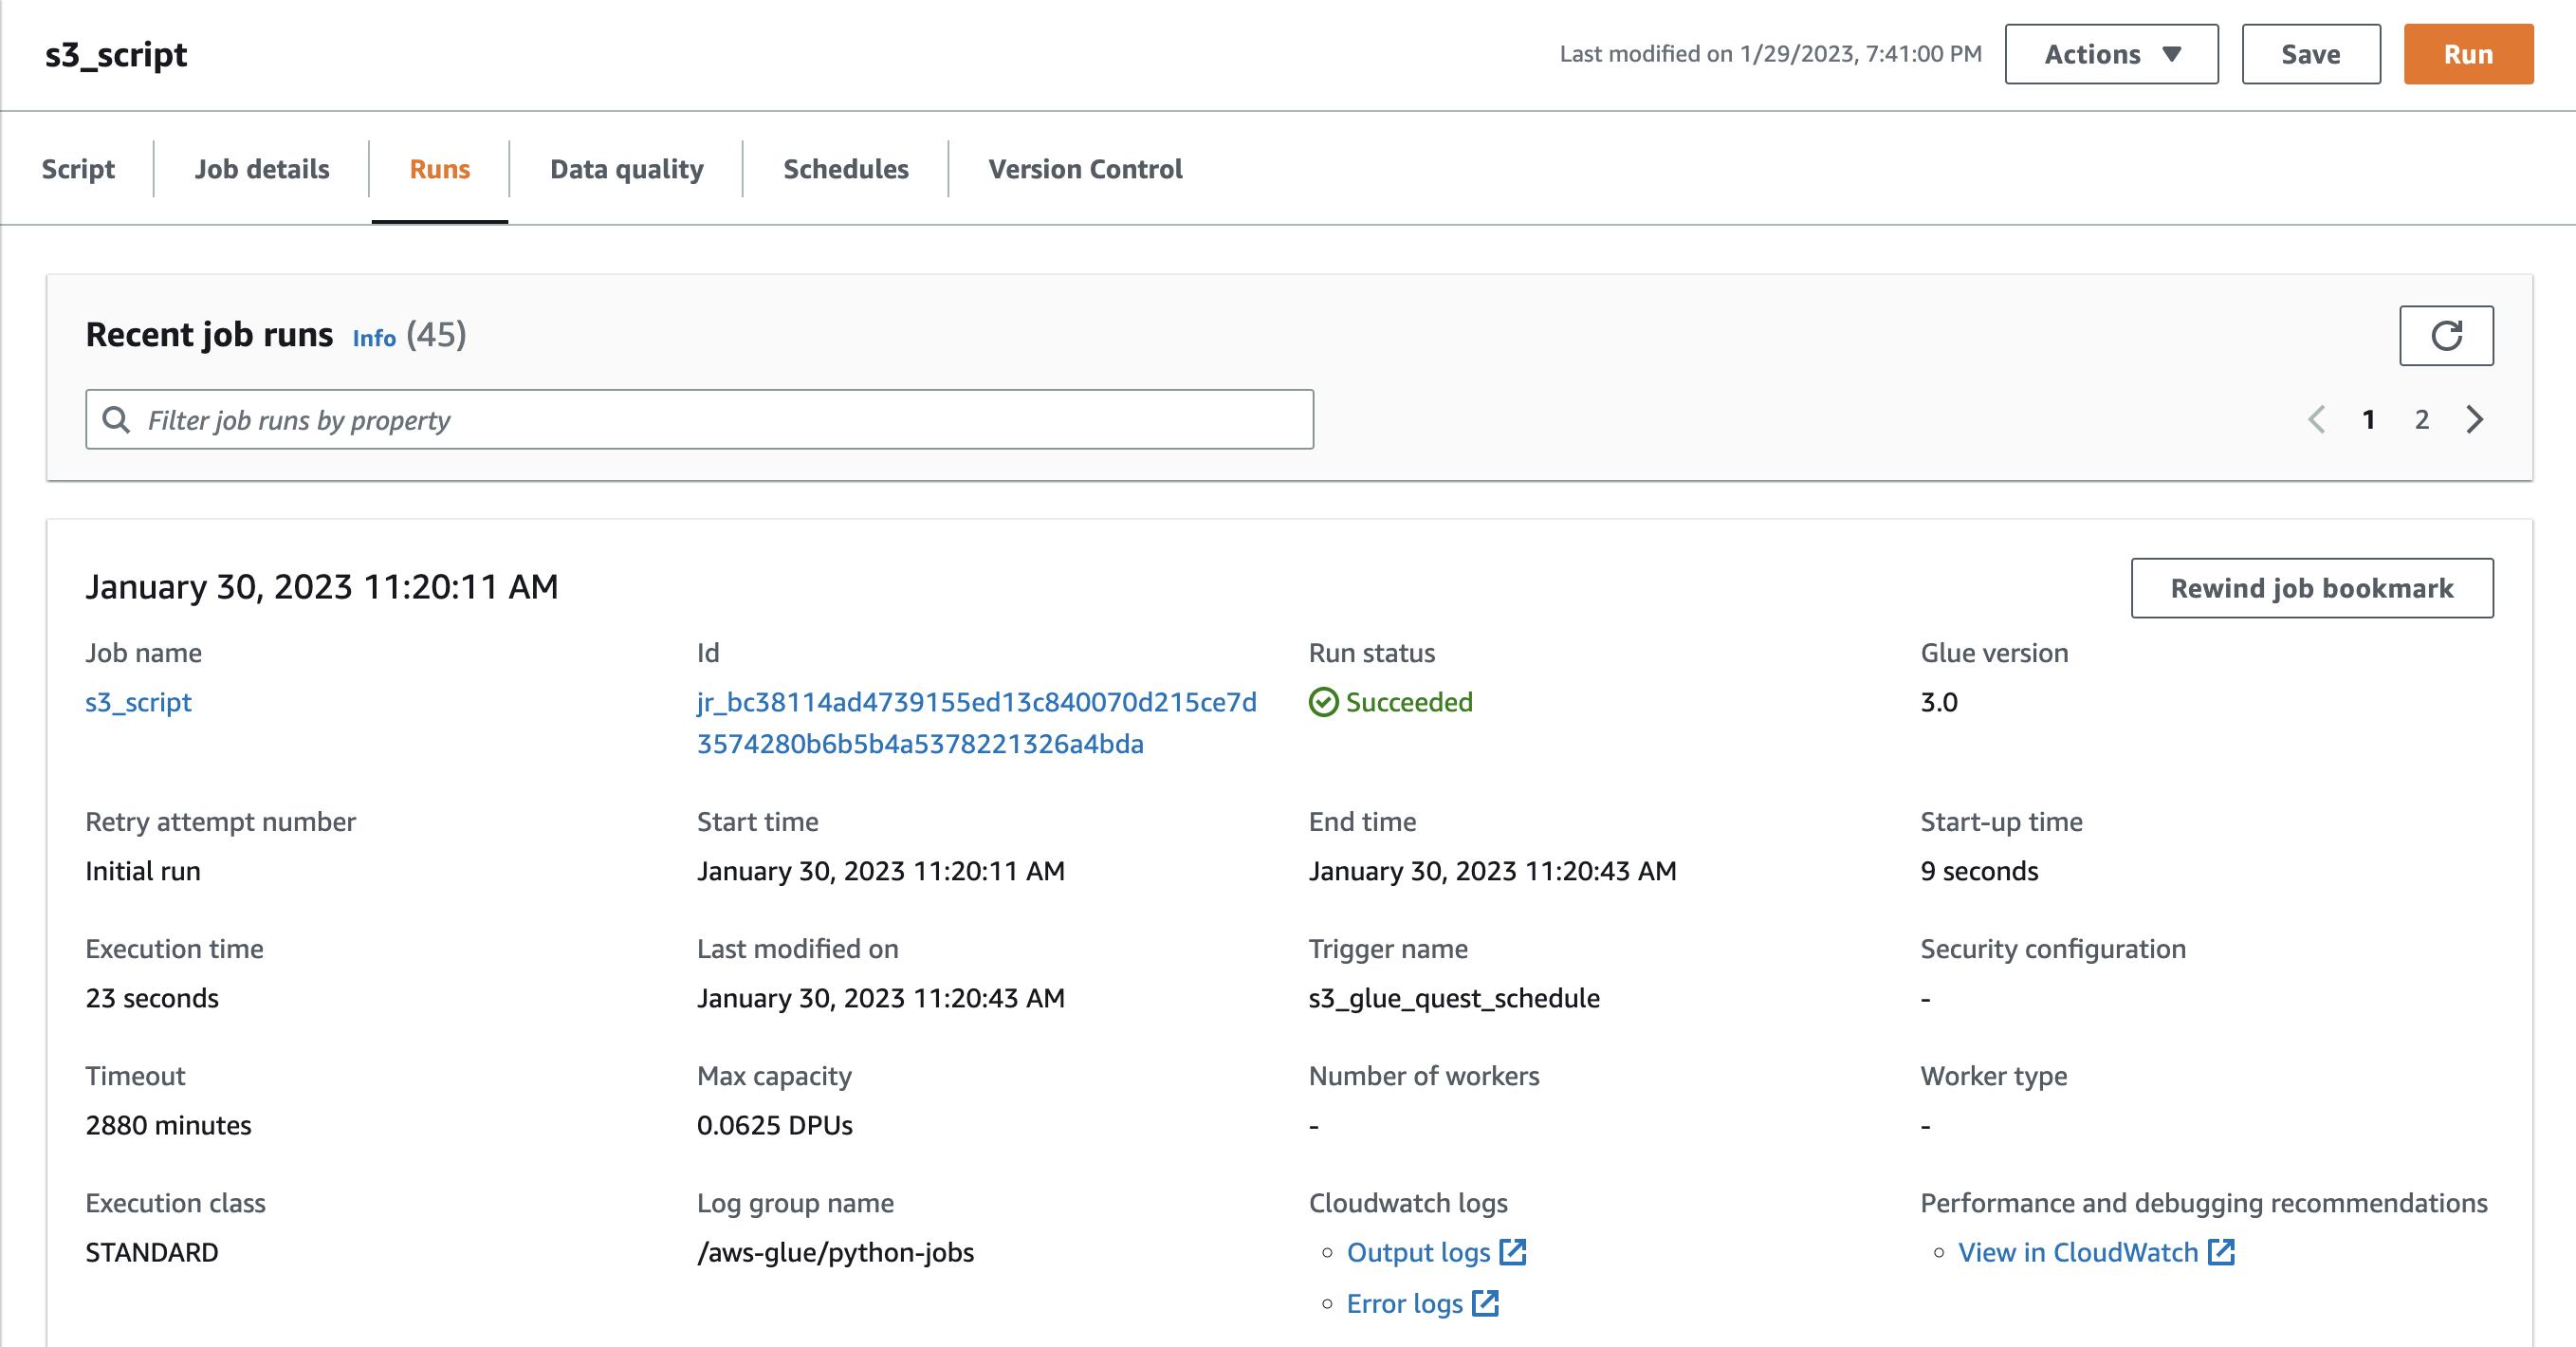 s3_script
Last modified on 1/29/2023, 7:41:00 PM
Actions
Save
Run
Script
Job details
Runs
Data quality
Schedules
Version Control
Recent job runs Info (45)
Filter job runs by property
1
2
January 30, 2023 11:20:11 AM
Rewind job bookmark
Job name
s3_script
Id
jr_bc38114ad4739155ed13c840070d215ce7d
3574280b6b5b4a5378221326a4bda
Run status
Succeeded
Glue version
3.0
Retry attempt number
Initial run
Start time
January 30, 2023 11:20:11 AM
End time
January 30, 2023 11:20:43 AM
Start-up time
9 seconds
Execution time
23 seconds
Last modified on
January 30, 2023 11:20:43 AM
Trigger name
s3_glue_quest_schedule
Security configuration
-
Timeout
2880 minutes
Max capacity
0.0625 DPUs
Number of workers
-
Worker type
-
Execution class
STANDARD
Log group name
/aws-glue/python-jobs
Cloudwatch logs
Output logs
Error logs
Performance and debugging recommendations
View in CloudWatch